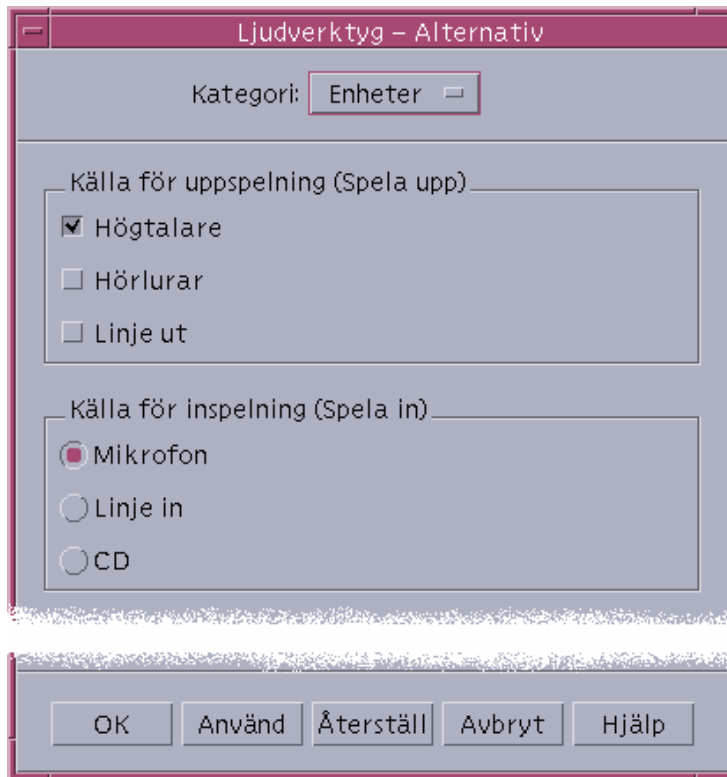 Ljudverktyg – Alternativ
Kategori: Enheter
Källa för uppspelning (Spela upp)
Högtalare
Hörlurar
Linje ut
Källa för inspelning (Spela in)
Mikrofon
Linje in
CD
OK Använd Återställ Avbryt Hjälp